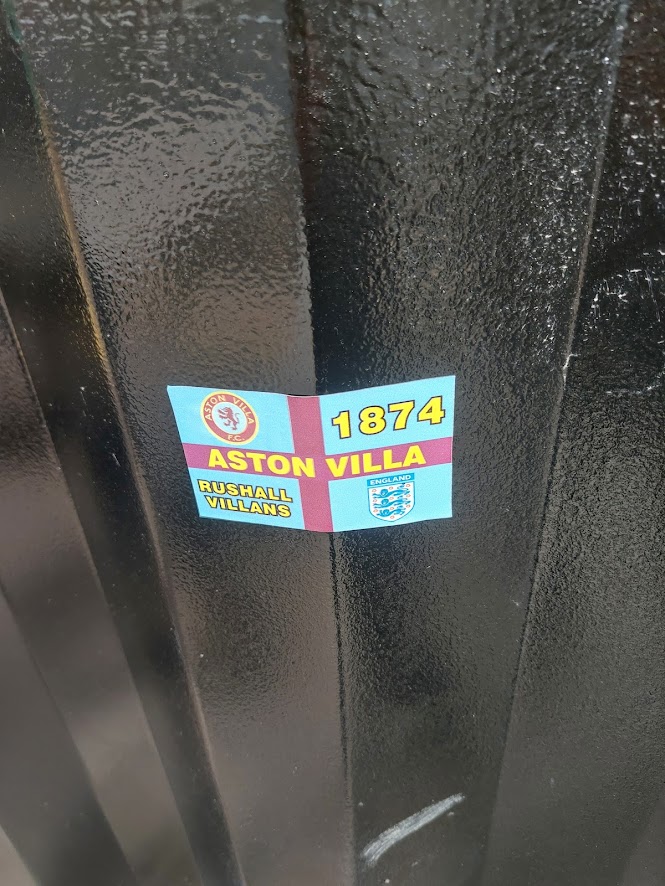 ASTON VILLA
F.C.
1874
ASTON VILLA
RUSHALL
VILLANS
ENGLAND